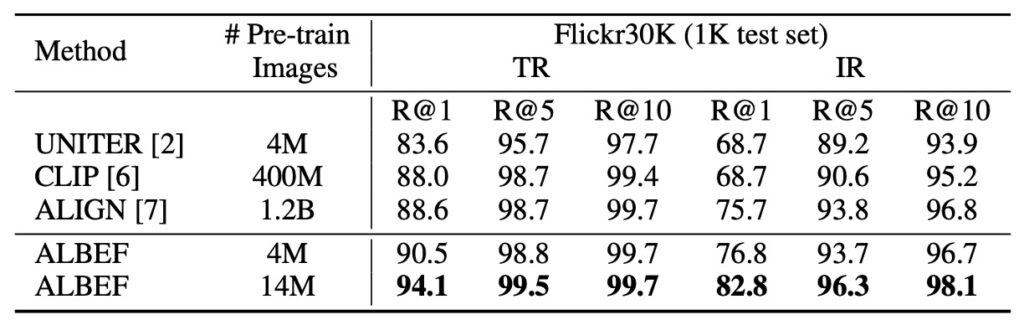 Method # Pre-train Images Flickr30K (1K test set)
TR IR
R@1 R@5 R@10 R@1 R@5 R@10
UNITER [2] 4M 83.6 95.7 97.7 68.7 89.2 93.9
CLIP [6] 400M 88.0 98.7 99.4 68.7 90.6 95.2
ALIGN [7] 1.2B 88.6 98.7 99.7 75.7 93.8 96.8
ALBEF 4M 90.5 98.8 99.7 76.8 93.7 96.7
ALBEF 14M 94.1 99.5 99.7 82.8 96.3 98.1